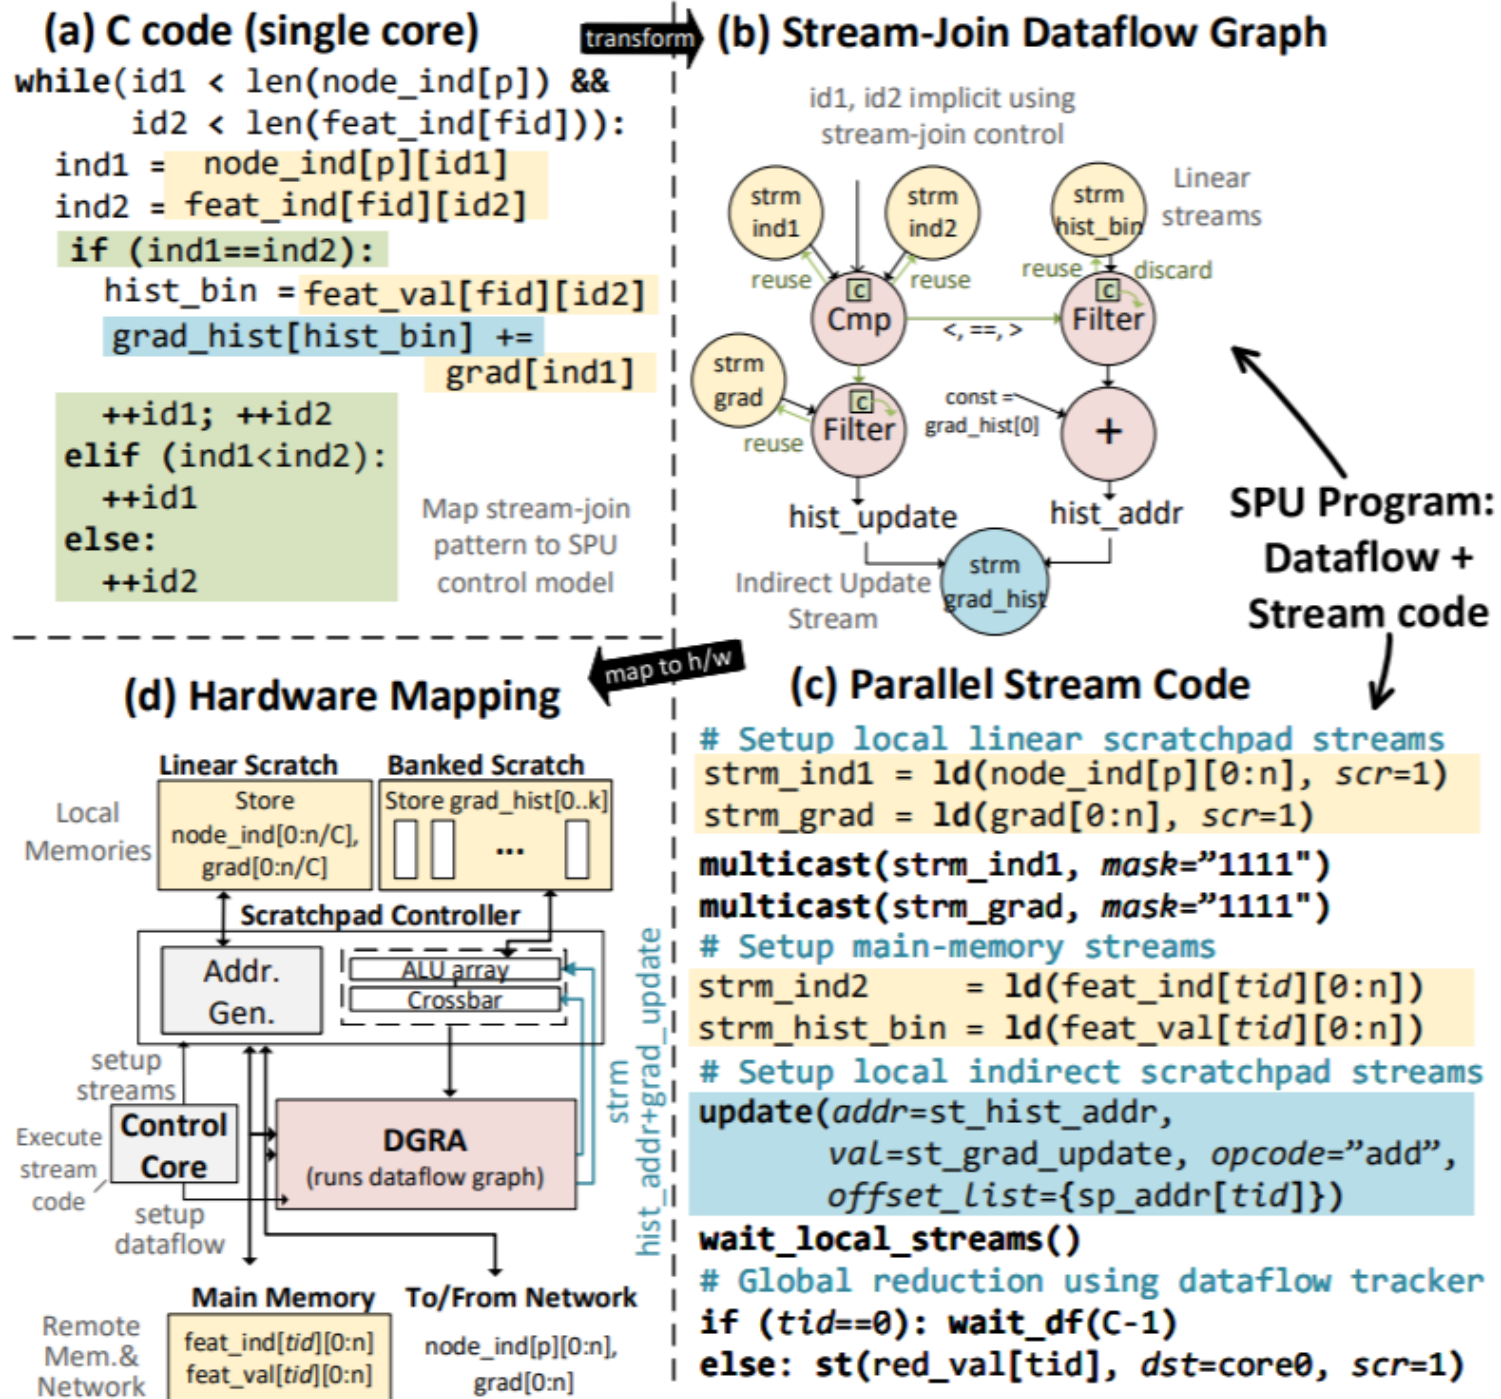 (a) C code (single core)
while(id1 < len(node_ind[p]) &&
id2 < len(feat_ind[fid])):
ind1 = node_ind[p][id1]
ind2 = feat_ind[fid][id2]
if (ind1==ind2):
hist_bin = feat_val[fid][id2]
grad_hist[hist_bin] +=
grad[ind1]
++id1; ++id2
elif (ind1<ind2):
++id1
else:
++id2
Map stream-join
pattern to SPU
control model
transform
(b) Stream-Join Dataflow Graph
id1, id2 implicit using
stream-join control
strm
ind1
strm
ind2
strm
hist_bin
Linear
streams
reuse
reuse
reuse
discard
C
Cmp
<, ==, >
C
Filter
strm
grad
reuse
C
Filter
const =
grad_hist[0]
+
hist_update
hist_addr
Indirect Update
Stream
strm
grad_hist
SPU Program:
Dataflow +
Stream code
map to h/w
(c) Parallel Stream Code
# Setup local linear scratchpad streams
strm_ind1 = ld(node_ind[p][0:n], scr=1)
strm_grad = ld(grad[0:n], scr=1)
multicast(strm_ind1, mask=”1111")
multicast(strm_grad, mask=”1111")
# Setup main-memory streams
strm_ind2 = ld(feat_ind[tid][0:n])
strm_hist_bin = ld(feat_val[tid][0:n])
# Setup local indirect scratchpad streams
update(addr=st_hist_addr,
val=st_grad_update, opcode=”add”,
offset_list={sp_addr[tid]})
wait_local_streams()
# Global reduction using dataflow tracker
if (tid==0): wait_df(C-1)
else: st(red_val[tid], dst=core0, scr=1)
(d) Hardware Mapping
Linear Scratch
Banked Scratch
Local
Memories
Store
node_ind[0:n/C],
grad[0:n/C]
Store grad_hist[0..k]
...
Scratchpad Controller
Addr.
Gen.
ALU array
Crossbar
setup
streams
Control
Core
Execute
stream
code
setup
dataflow
DGRA
(runs dataflow graph)
strm
hist_addr+grad_update
Main Memory
To/From Network
Remote
Mem.&
Network
feat_ind[tid][0:n]
feat_val[tid][0:n]
node_ind[p][0:n],
grad[0:n]